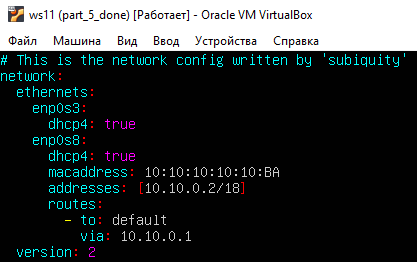 ws11 (part_5_done) [Работает] - Oracle VM VirtualBox
Файл Машина Вид Ввод Устройства Справка
# This is the network config written by 'subiquity'
network:
  ethernets:
    enp0s3:
      dhcp4: true
    enp0s8:
      dhcp4: true
      macaddress: 10:10:10:10:10:BA
      addresses: [10.10.0.2/18]
      routes:
        - to: default
          via: 10.10.0.1
  version: 2